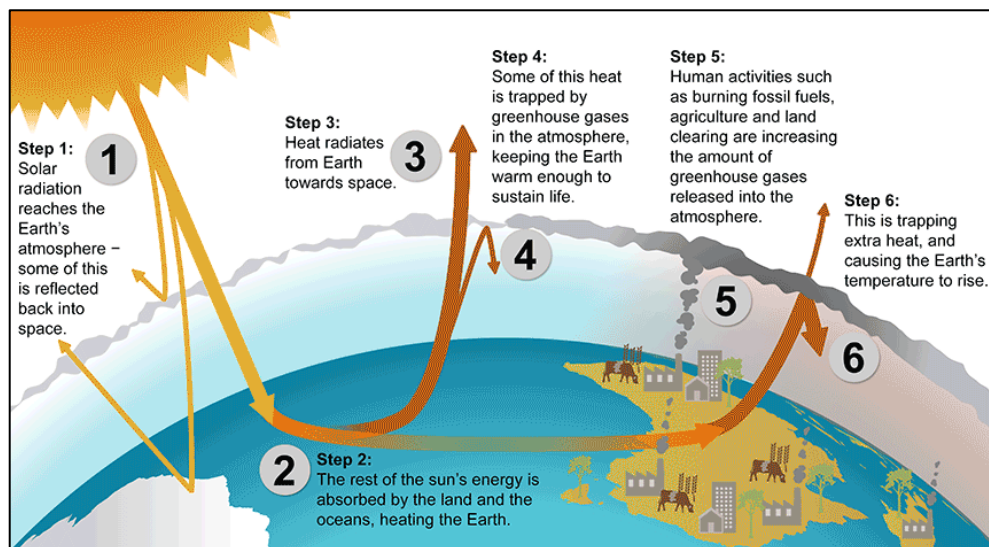 Step 1:
Solar
radiation
reaches the
Earth's
atmosphere –
some of this
is reflected
back into
space.
1
2
Step 2:
The rest of the sun's energy is
absorbed by the land and the
oceans, heating the Earth.
Step 3:
Heat radiates
from Earth
towards space.
3
Step 4:
Some of this heat
is trapped by
greenhouse gases
in the atmosphere,
keeping the Earth
warm enough to
sustain life.
4
Step 5:
Human activities such
as burning fossil fuels,
agriculture and land
clearing are increasing
the amount of
greenhouse gases
released into the
atmosphere.
5
Step 6:
This is trapping
extra heat, and
causing the Earth's
temperature to rise.
6